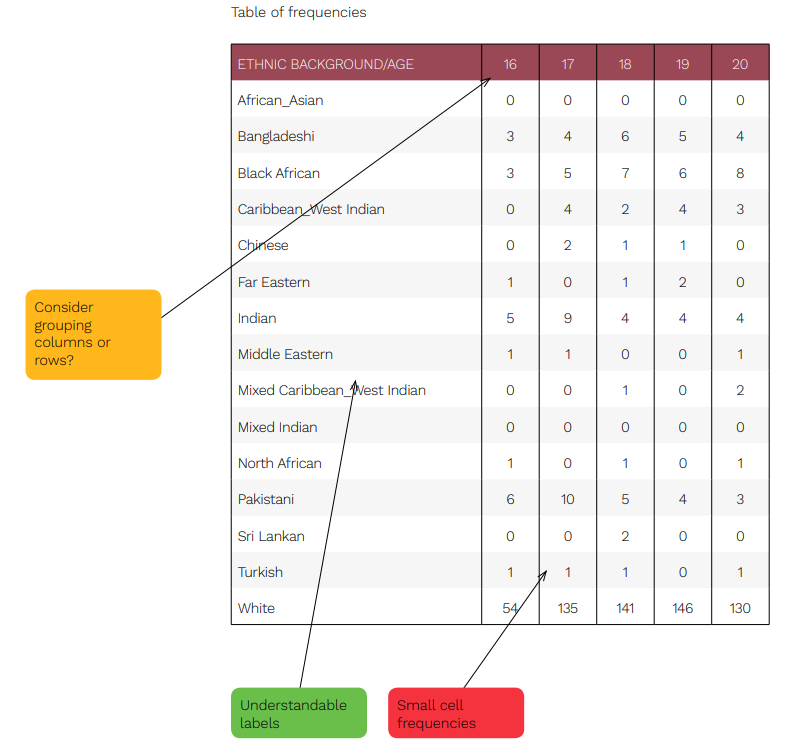 Table of frequencies
ETHNIC BACKGROUND/AGE 16 17 18 19 20
African_Asian 0 0 0 0 0
Bangladeshi 3 4 6 5 4
Black African 3 5 7 6 8
Caribbean_West Indian 0 4 2 4 3
Chinese 0 2 1 1 0
Far Eastern 1 0 1 2 0
Indian 5 9 4 4 4
Middle Eastern 1 1 0 0 1
Mixed Caribbean_West Indian 0 0 1 0 2
Mixed Indian 0 0 0 0 0
North African 1 0 1 0 1
Pakistani 6 10 5 4 3
Sri Lankan 0 0 2 0 0
Turkish 1 1 1 0 1
White 54 135 141 146 130
Consider
grouping
columns or
rows?
Understandable
labels
Small cell
frequencies